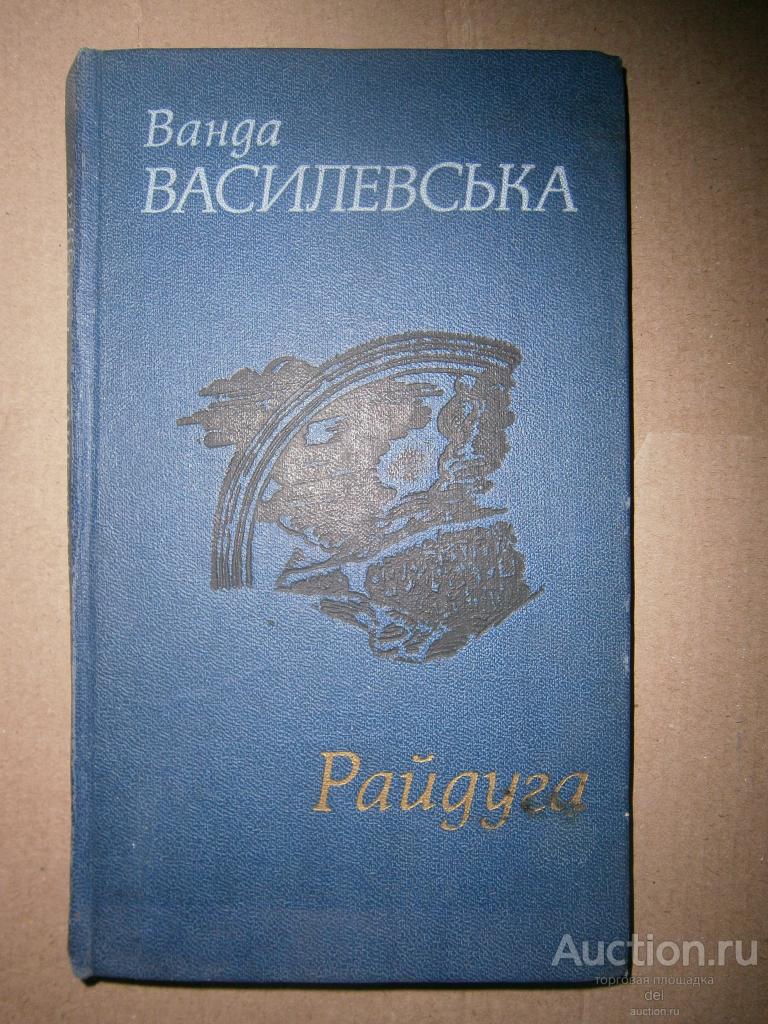 Ванда
ВАСИЛЕВСЬКА
Райдуга
Auction.ru
торговая площадка
del
auction.ru